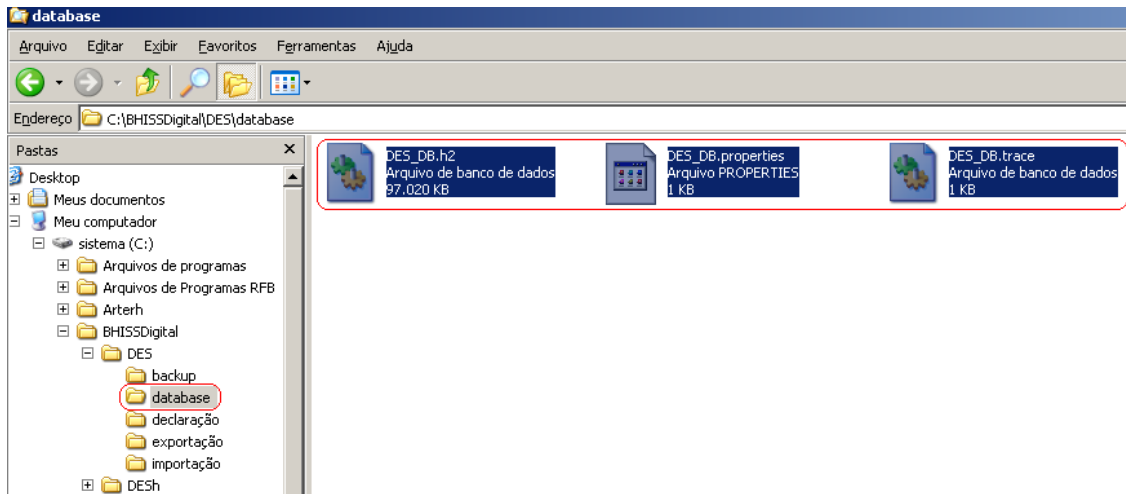 database
Arquivo Editar Exibir Favoritos Ferramentas Ajuda
Endereço C:\BHISSDigital\DES\database
Pastas
Desktop
Meus documentos
Meu computador
sistema (C:)
Arquivos de programas
Arquivos de Programas RFB
Arterh
BHISSDigital
DES
backup
database
declaração
exportação
importação
DESh
DES_DB.h2
Arquivo de banco de dados
97.020 KB
DES_DB.properties
Arquivo PROPERTIES
1 KB
DES_DB.trace
Arquivo de banco de dados
1 KB